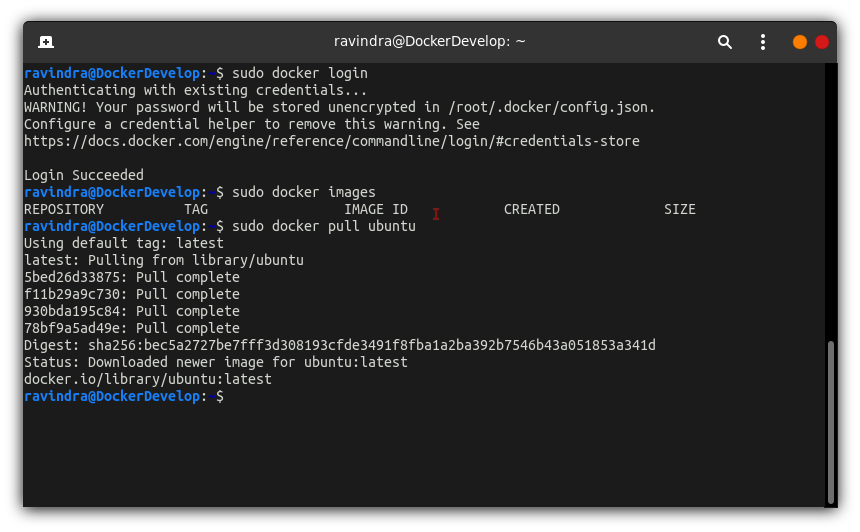 ravindra@DockerDevelop: ~
ravindra@DockerDevelop:~$ sudo docker login
Authenticating with existing credentials...
WARNING! Your password will be stored unencrypted in /root/.docker/config.json.
Configure a credential helper to remove this warning. See
https://docs.docker.com/engine/reference/commandline/login/#credentials-store
Login Succeeded
ravindra@DockerDevelop:~$ sudo docker images
REPOSITORY TAG IMAGE ID CREATED SIZE
ravindra@DockerDevelop:~$ sudo docker pull ubuntu
Using default tag: latest
latest: Pulling from library/ubuntu
5bed26d33875: Pull complete
f11b29a9c730: Pull complete
930bda195c84: Pull complete
78bf9a5ad49e: Pull complete
Digest: sha256:bec5a2727be7fff3d308193cfde3491f8fba1a2ba392b7546b43a051853a341d
Status: Downloaded newer image for ubuntu:latest
docker.io/library/ubuntu:latest
ravindra@DockerDevelop:~$